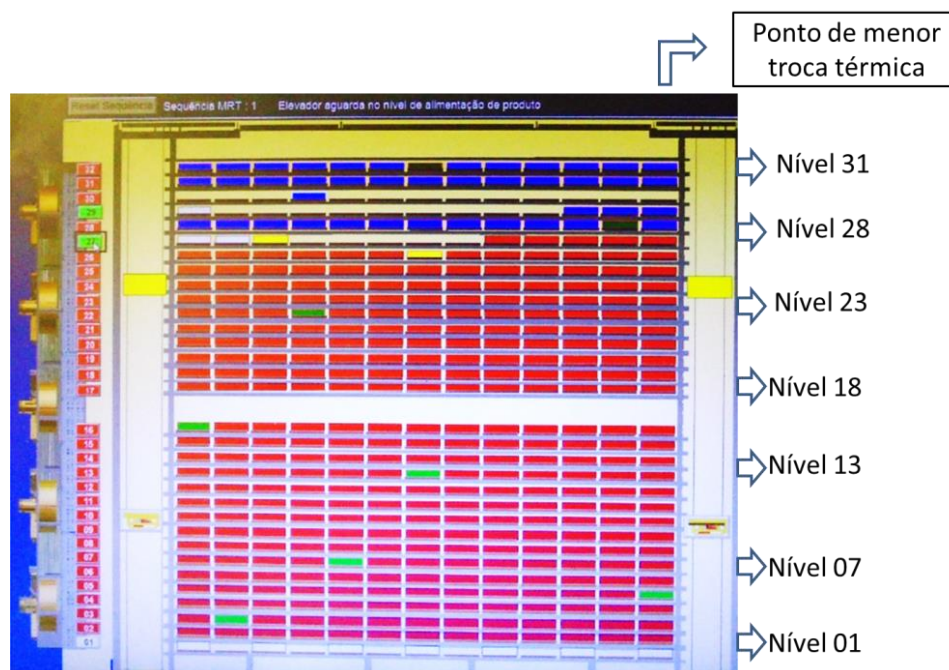 Ponto de menor
troca térmica
Reset Sequência
Sequência MRT : 1
Elevador aguarda no nível de alimentação de produto
32
31
30
29
28
27
26
25
24
23
22
21
20
19
18
17
16
15
14
13
12
11
10
09
08
07
06
05
04
03
02
01
Nível 31
Nível 28
Nível 23
Nível 18
Nível 13
Nível 07
Nível 01